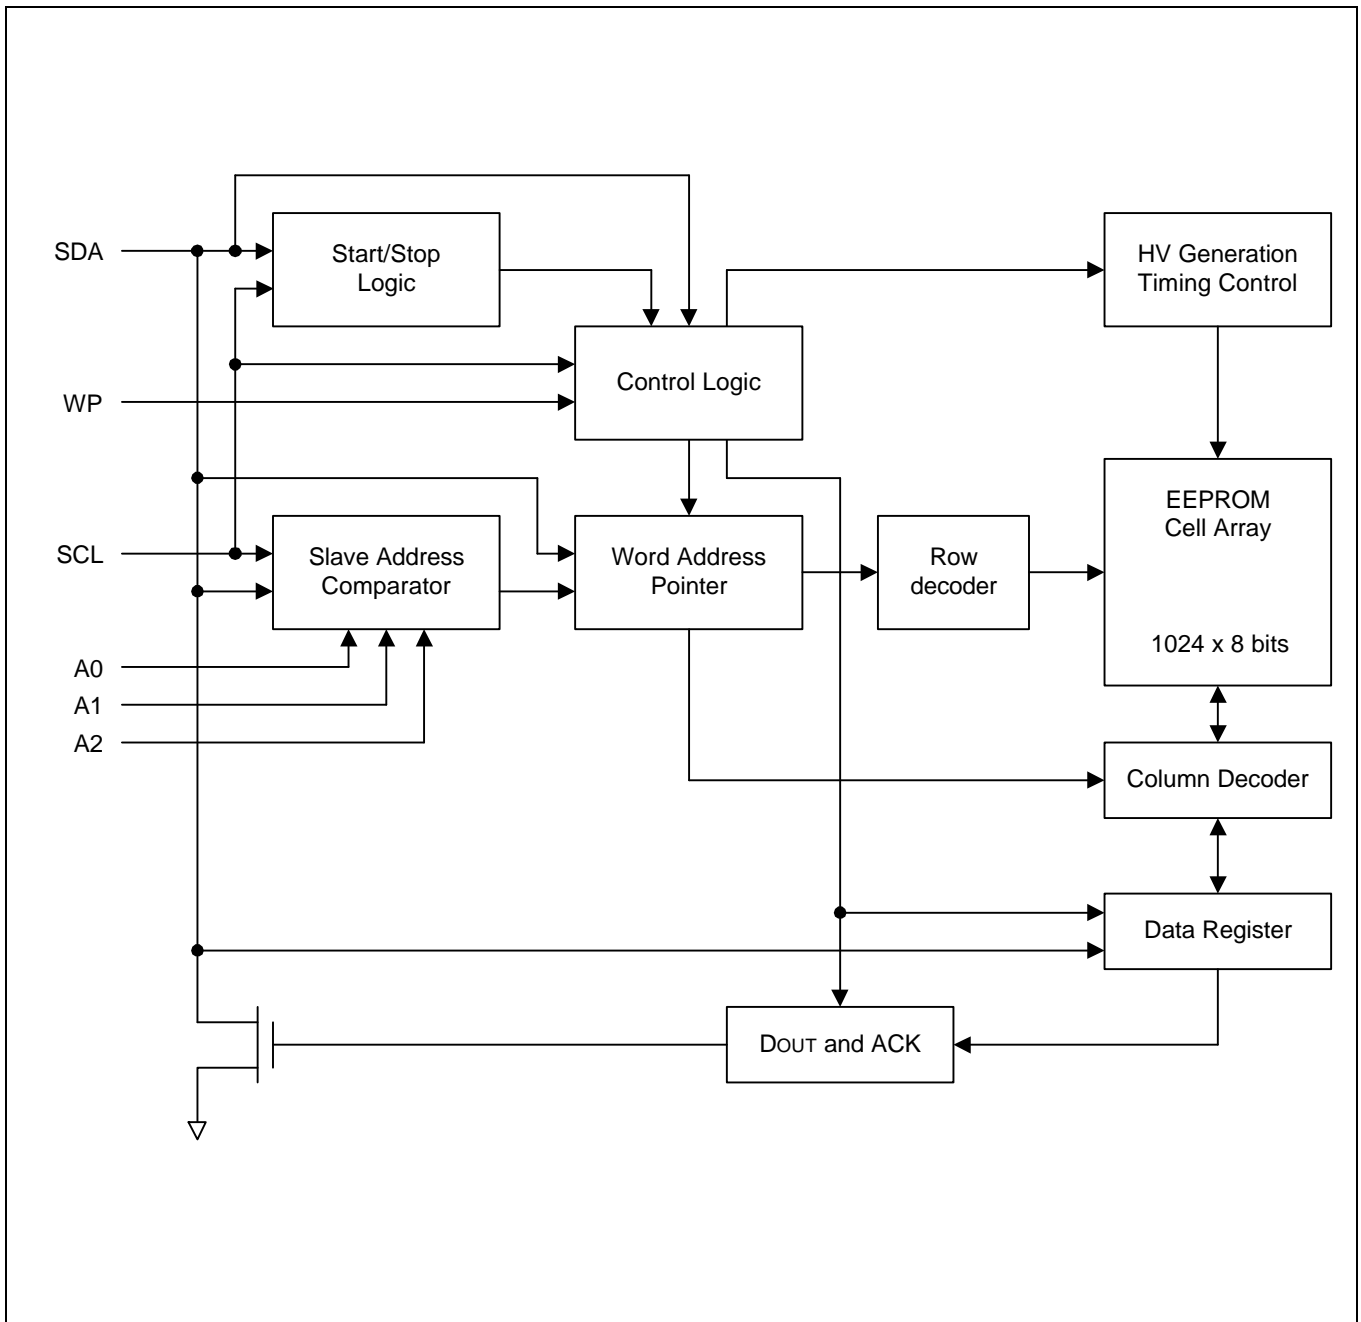 SDA
Start/Stop
Logic
HV Generation
Timing Control
Control Logic
WP
EEPROM
Cell Array
SCL
Slave Address
Comparator
Word Address
Pointer
Row
decoder
1024 x 8 bits
A0
A1
A2
Column Decoder
Data Register
DOUT and ACK